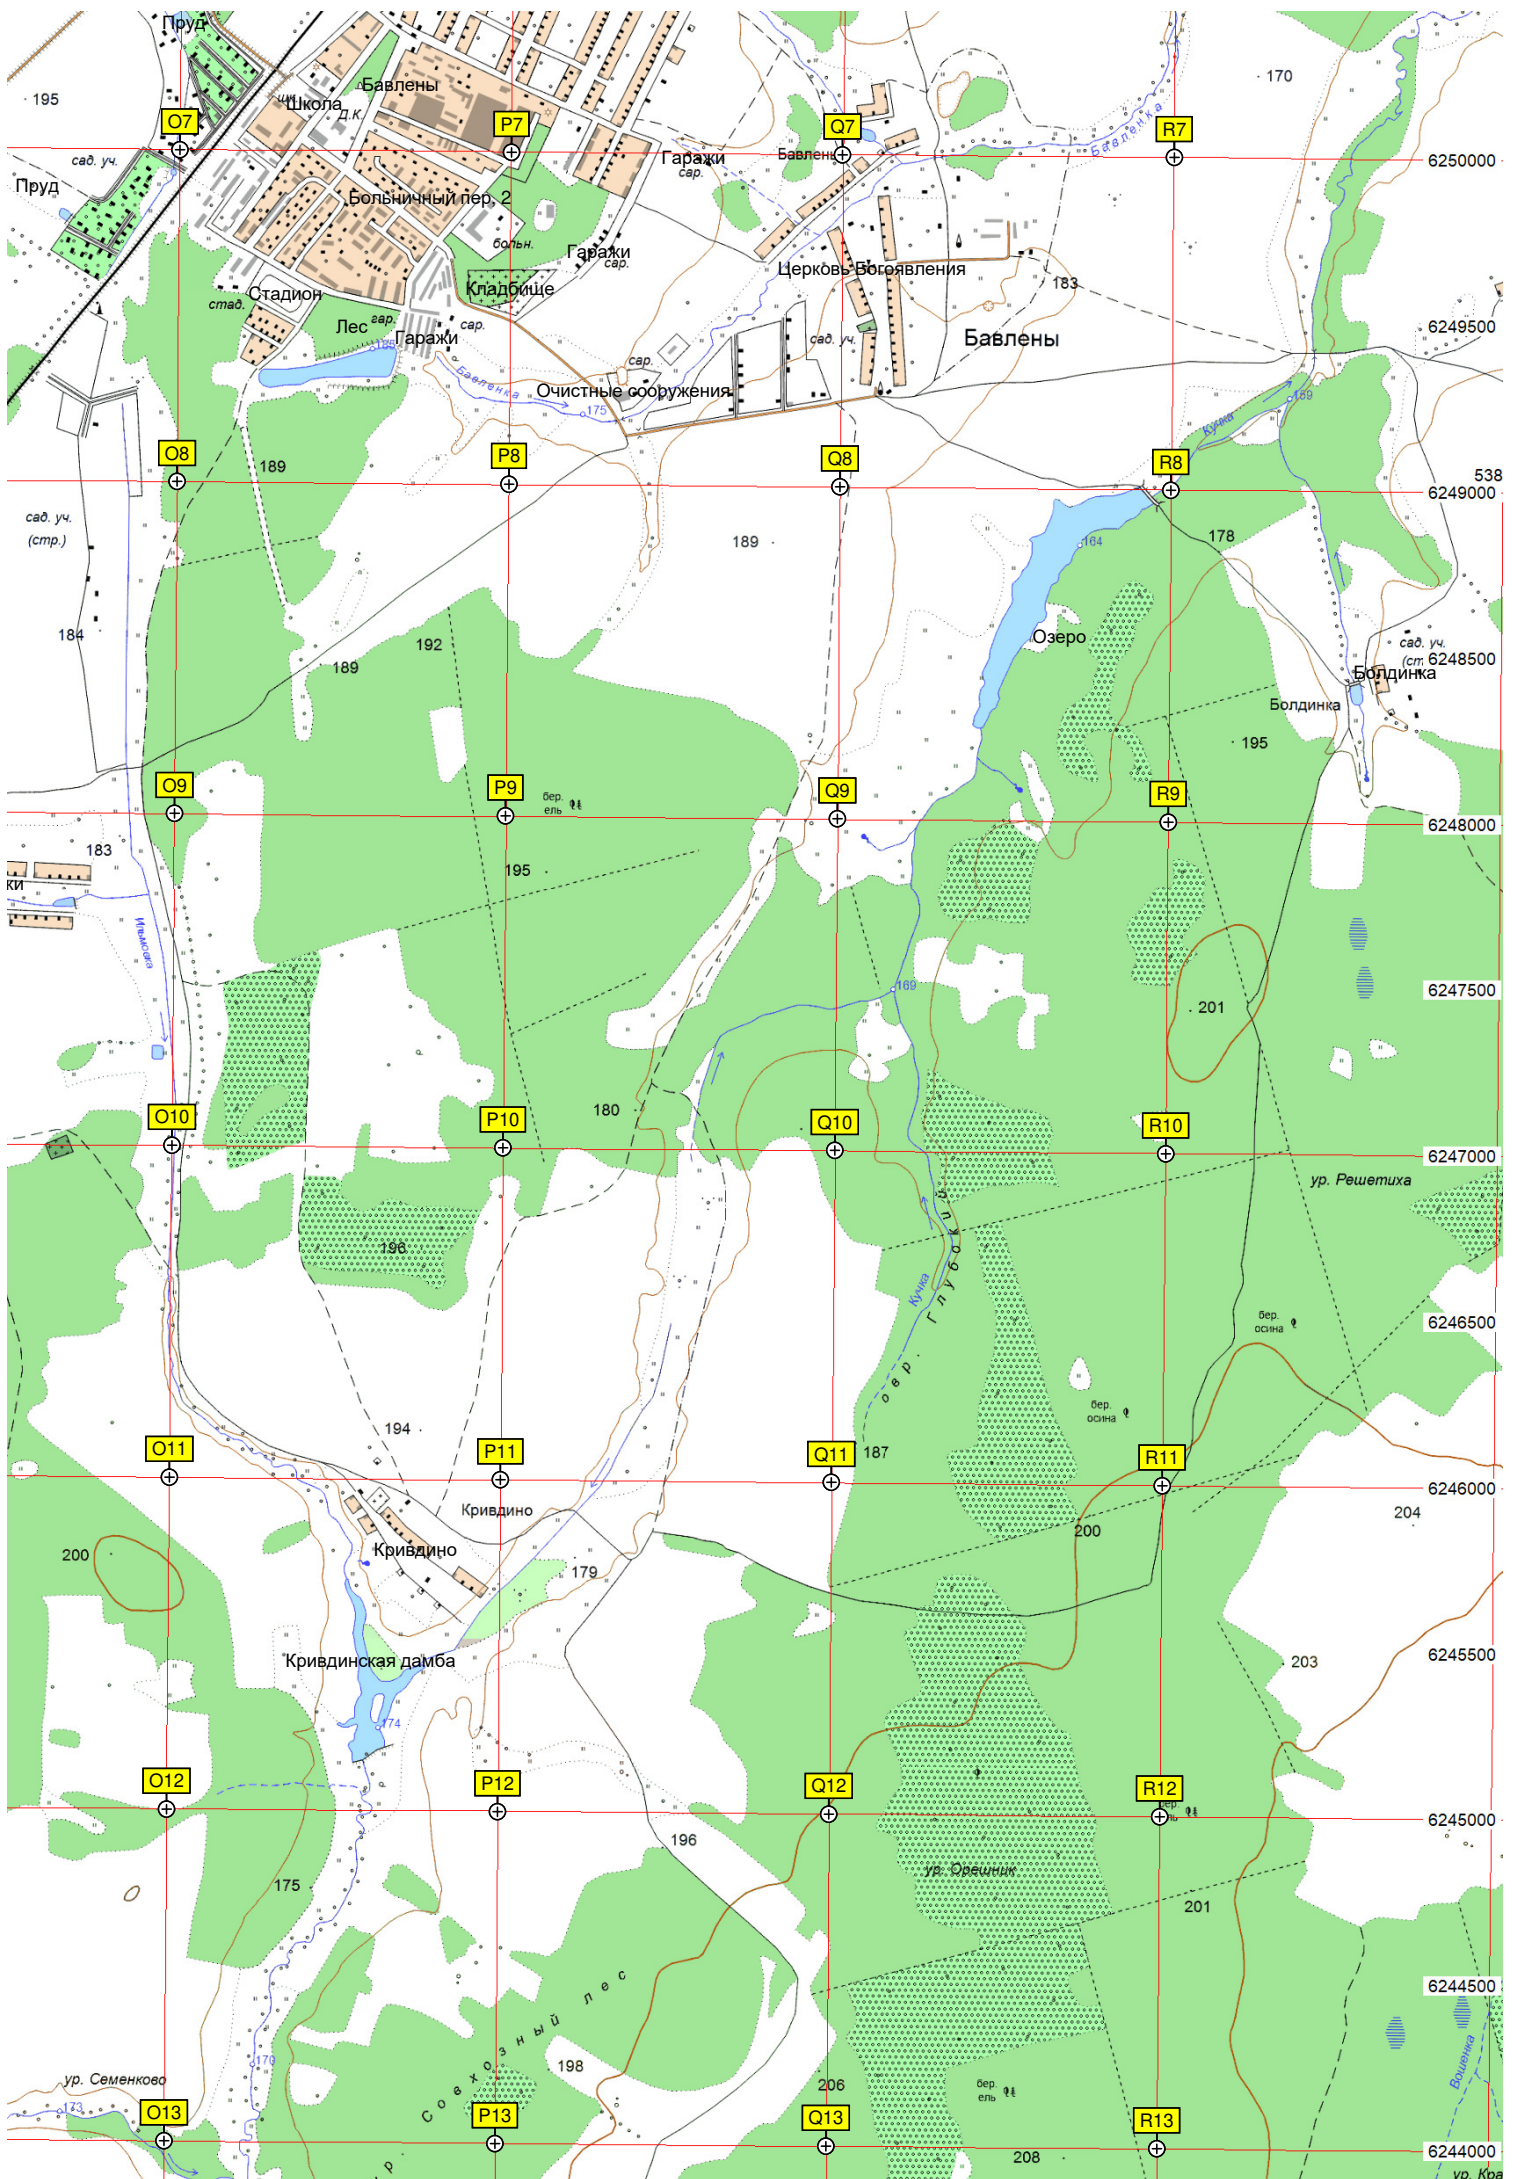 Пруд
195
Школа
Бавлены
Д.К.
170
O7
P7
Q7
R7
Бавленка
сад. уч.
Гаражи
сар.
6250000
Пруд
Больничный пер. 2
больн.
Гаражи
сар.
Церковь Богоявления
183
Кладбище
Стадион
стад.
Лес
гар.
Гаражи
сар.
6249500
Бавлены
сад. уч.
сар.
Бавленка
Очистные сооружения
175
169
Кучка
O8
P8
Q8
R8
189
538
6249000
сад. уч.
(стр.)
189
164
178
184
192
189
Озеро
сад. уч.
6248500
Болдинка
Болдинка
195
O9
P9
Q9
R9
бер.
ель
6248000
183
195
ки
Ильмовка
169
6247500
201
180
O10
P10
Q10
R10
6247000
ур. Решетиха
196
Кучка
овр. Глубокий
6246500
бер.
осина
бер.
осина
194
187
O11
P11
Q11
R11
6246000
Кривдино
204
200
200
Кривдино
179
Кривдинская дамба
203
6245500
174
O12
P12
Q12
R12
6245000
196
ур. Орешник
175
201
6244500
Совхозный лес
170
198
Вошенка
ур. Семенково
206
бер.
ель
173
O13
P13
Q13
R13
208
6244000
ур. Кра